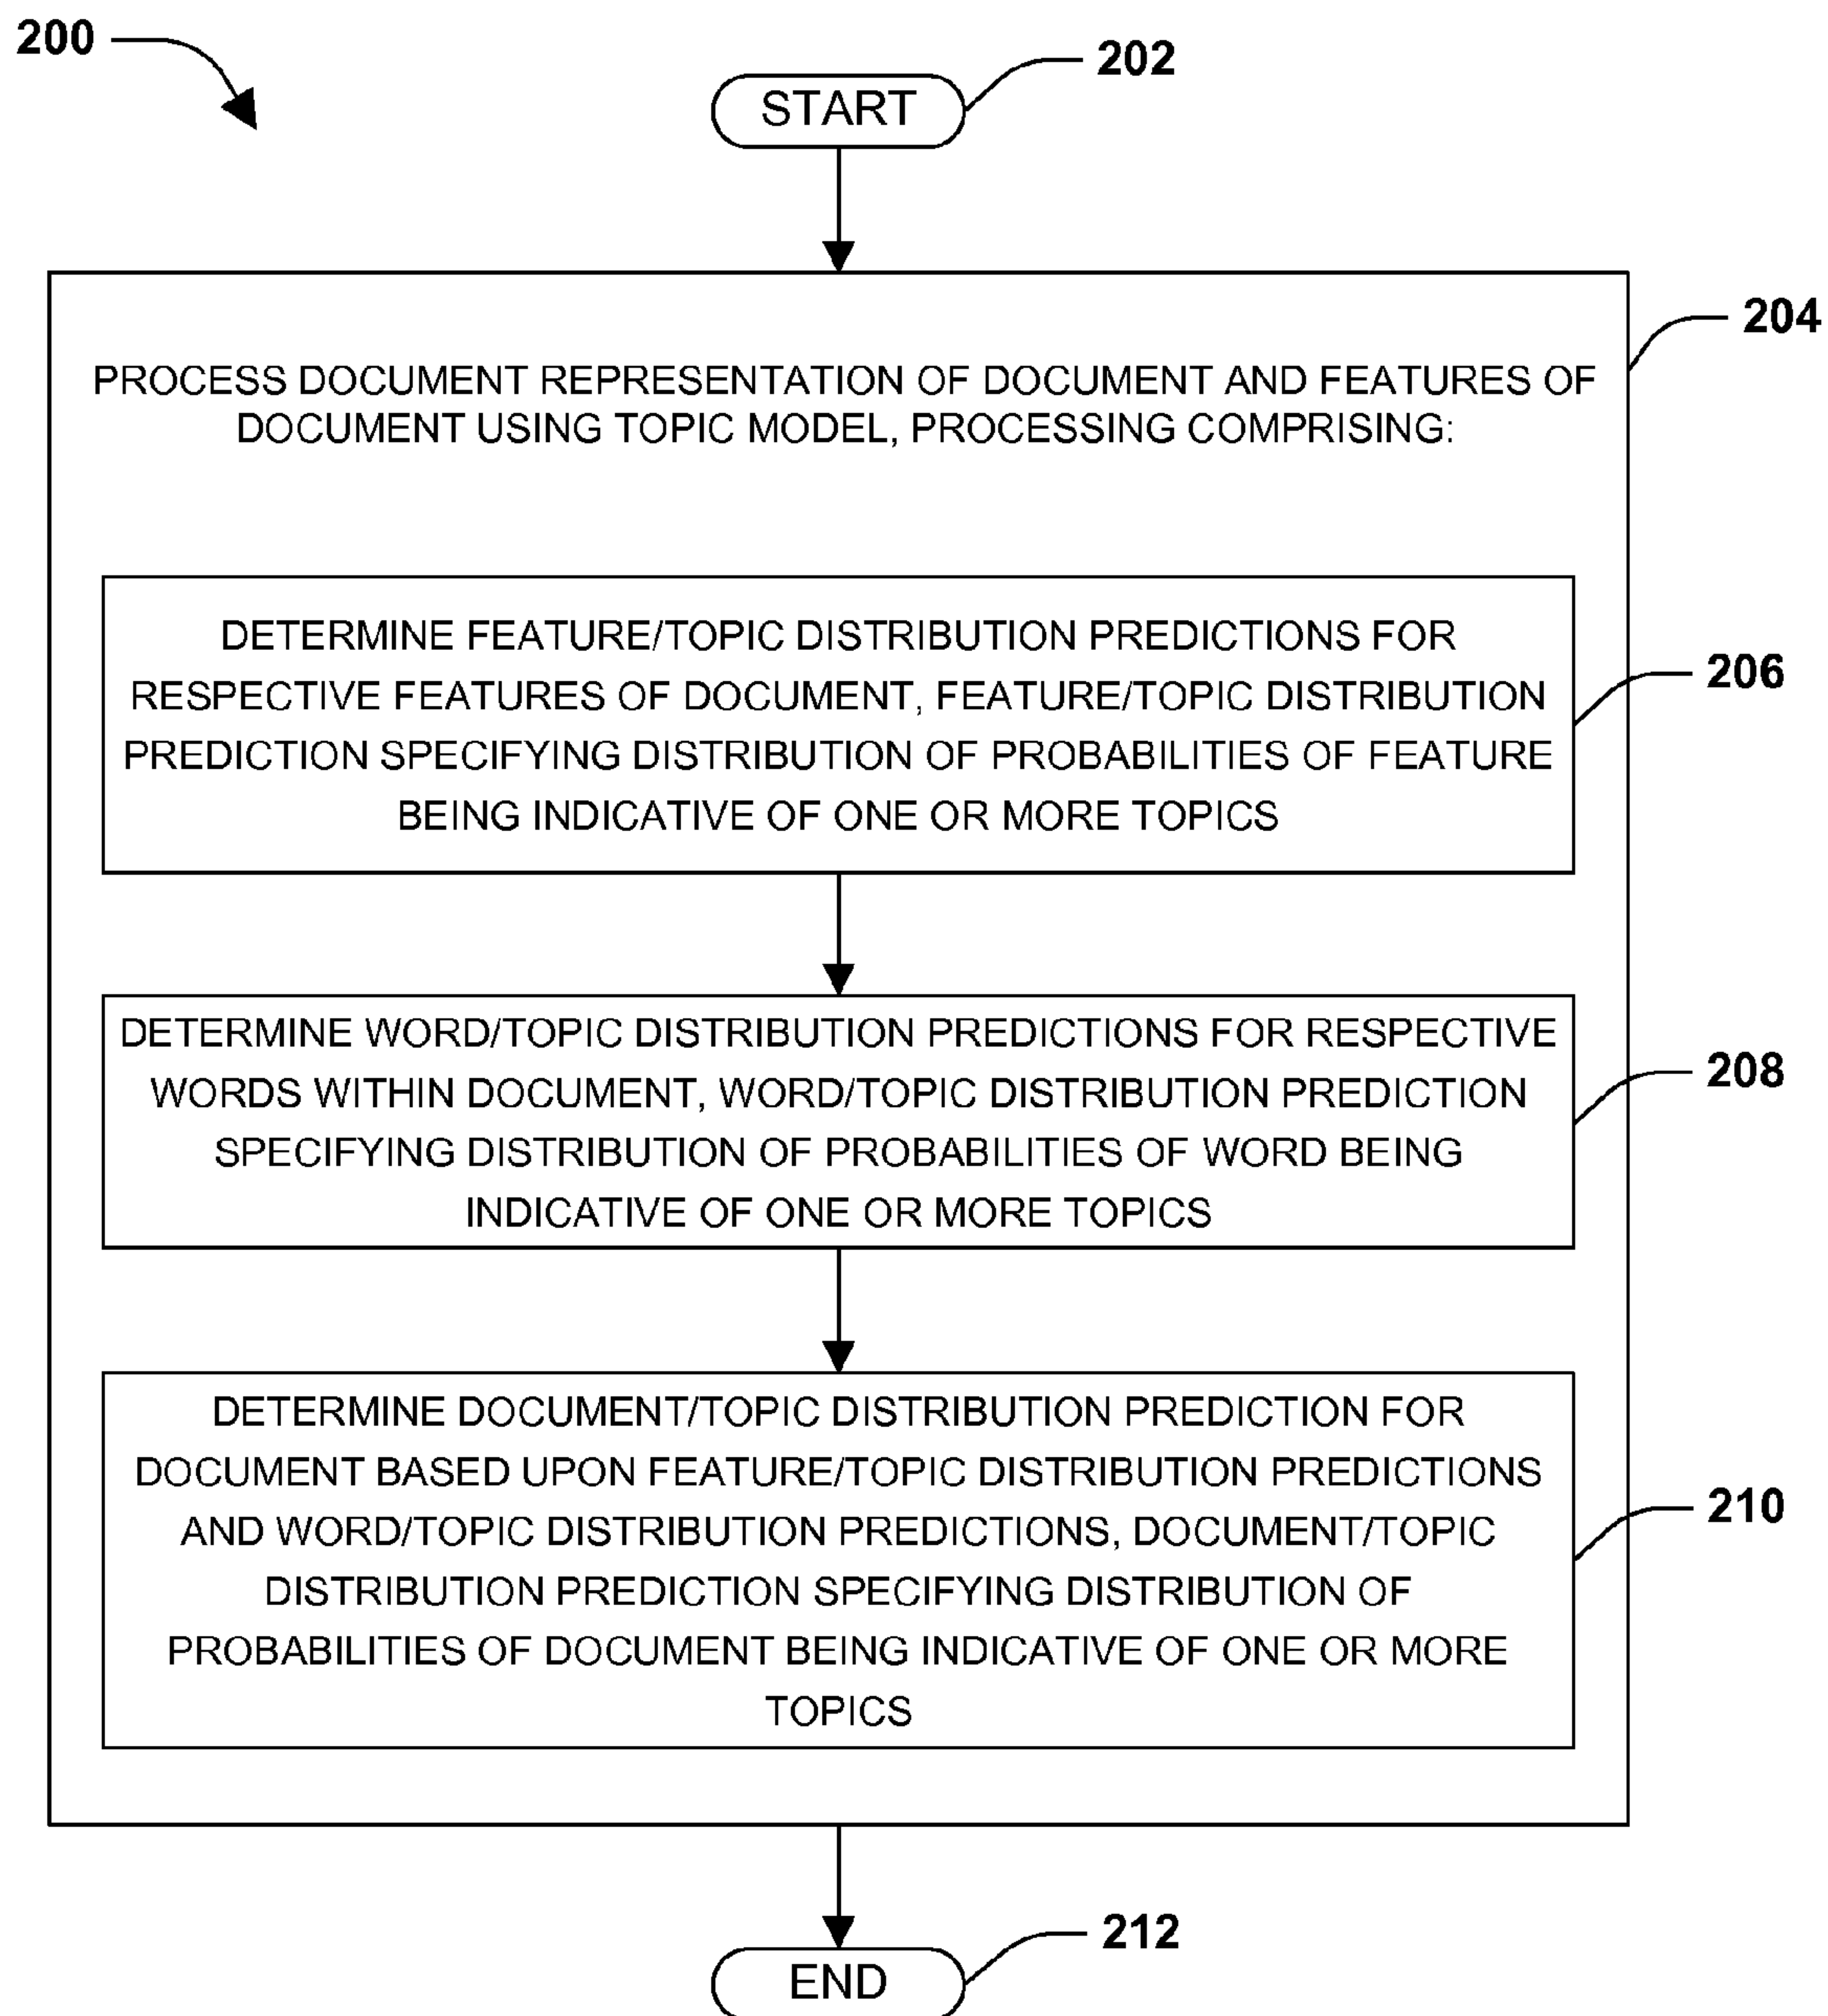 200
202
START
204
PROCESS DOCUMENT REPRESENTATION OF DOCUMENT AND FEATURES OF
DOCUMENT USING TOPIC MODEL, PROCESSING COMPRISING:
DETERMINE FEATURE/TOPIC DISTRIBUTION PREDICTIONS FOR
RESPECTIVE FEATURES OF DOCUMENT, FEATURE/TOPIC DISTRIBUTION
PREDICTION SPECIFYING DISTRIBUTION OF PROBABILITIES OF FEATURE
BEING INDICATIVE OF ONE OR MORE TOPICS
206
DETERMINE WORD/TOPIC DISTRIBUTION PREDICTIONS FOR RESPECTIVE
WORDS WITHIN DOCUMENT, WORD/TOPIC DISTRIBUTION PREDICTION
SPECIFYING DISTRIBUTION OF PROBABILITIES OF WORD BEING
INDICATIVE OF ONE OR MORE TOPICS
208
DETERMINE DOCUMENT/TOPIC DISTRIBUTION PREDICTION FOR
DOCUMENT BASED UPON FEATURE/TOPIC DISTRIBUTION PREDICTIONS
AND WORD/TOPIC DISTRIBUTION PREDICTIONS, DOCUMENT/TOPIC
DISTRIBUTION PREDICTION SPECIFYING DISTRIBUTION OF
PROBABILITIES OF DOCUMENT BEING INDICATIVE OF ONE OR MORE
TOPICS
210
212
END